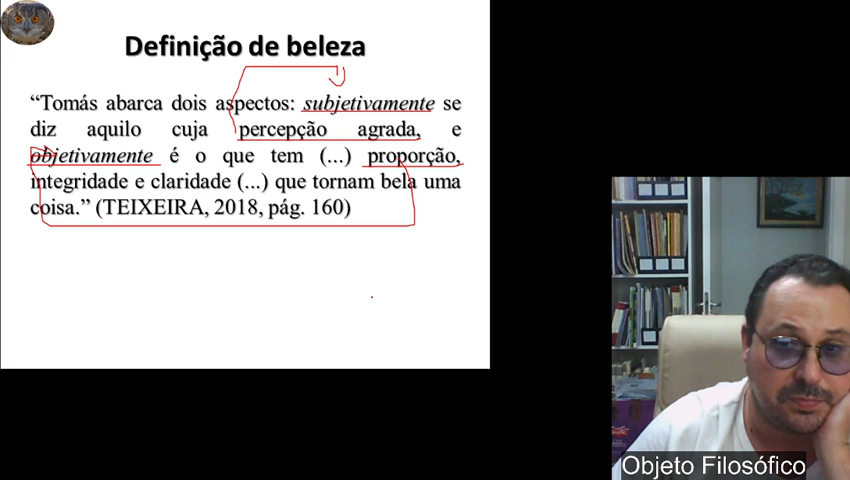 Definição de beleza
“Tomás abarca dois aspectos: subjetivamente se
diz aquilo cuja percepção agrada, e
objetivamente é o que tem (...) proporção,
integridade e claridade (...) que tornam bela uma
coisa.” (TEIXEIRA, 2018, pág. 160)
Objeto Filosófico